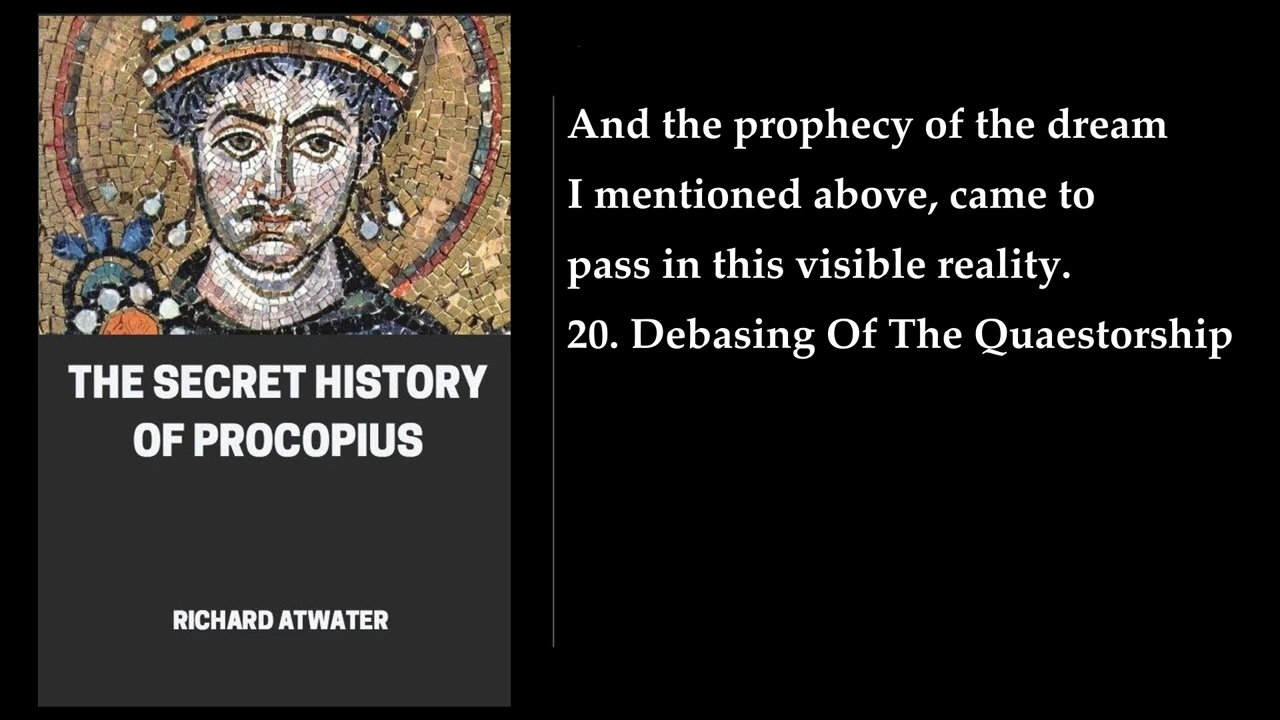 THE SECRET HISTORY
OF PROCOPIUS
RICHARD ATWATER
And the prophecy of the dream
I mentioned above, came to
pass in this visible reality.
20. Debasing Of The Quaestorship